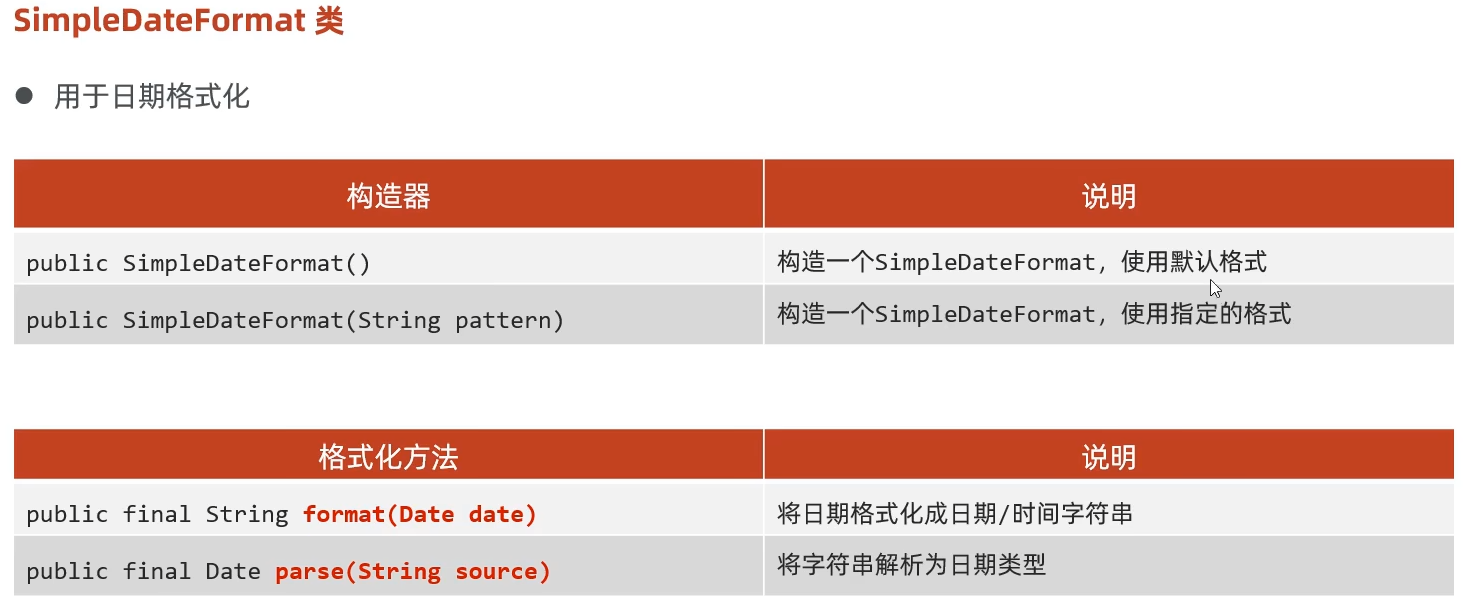 SimpleDateFormat 类
● 用于日期格式化
构造器 说明
public SimpleDateFormat() 构造一个SimpleDateFormat，使用默认格式
public SimpleDateFormat(String pattern) 构造一个SimpleDateFormat，使用指定的格式
格式化方法 说明
public final String format(Date date) 将日期格式化成日期/时间字符串
public final Date parse(String source) 将字符串解析为日期类型